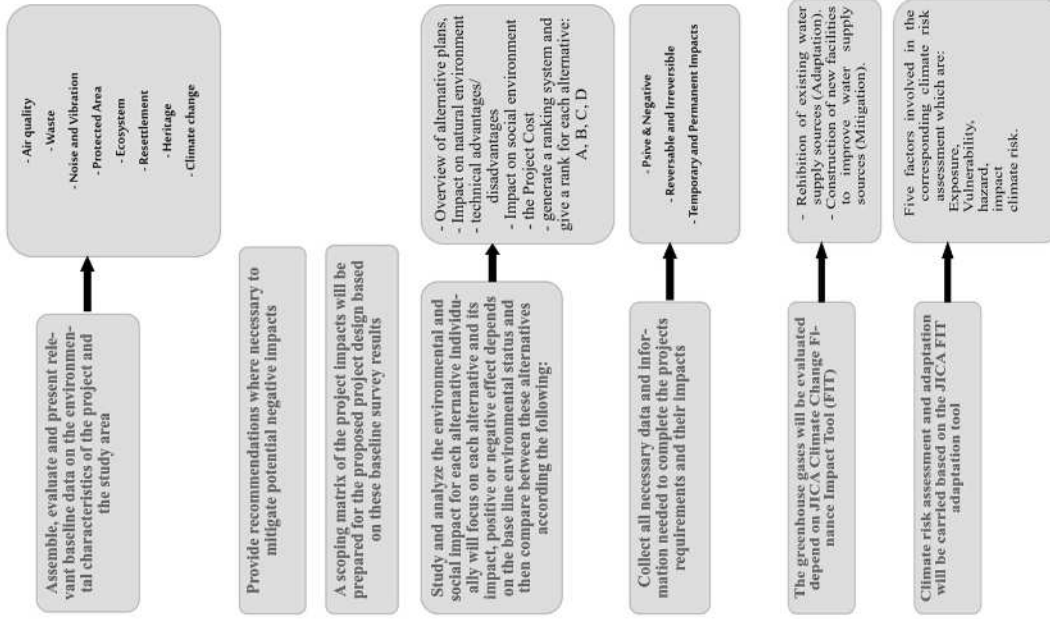 Assemble, evaluate and present rele-
vant baseline data on the environmen-
tal characteristics of the project and
the study area
- Air quality
- Waste
- Noise and Vibration
- Protected Area
- Ecosystem
- Resettlement
- Heritage
- Climate change
Provide recommendations where necessary to
mitigate potential negative impacts
A scoping matrix of the project impacts will be
prepared for the proposed project design based
on these baseline survey results
Study and analyze the environmental and
social impact for each alternative individu-
ally will focus on each alternative and its
impact, positive or negative effect depends
on the base line environmental status and
then compare between these alternatives
according the following:
- Overview of alternative plans,
- Impact on natural environment
- technical advantages/
disadvantages
- Impact on social environment
- the Project Cost
- generate a ranking system and
give a rank for each alternative:
A, B, C, D
Collect all necessary data and infor-
mation needed to complete the projects
requirements and their impacts
- Psive & Negative
- Reversable and Irreversible
- Temporary and Permanent Impacts
The greenhouse gases will be evaluated
depend on JICA Climate Change Fi-
nance Impact Tool (FIT)
- Rehibition of existing water
supply sources (Adaptation).
- Construction of new facilities
to improve water supply
sources (Mitigation).
Climate risk assessment and adaptation
will be carried based on the JICA FIT
adaptation tool
Five factors involved in the
corresponding climate risk
assessment which are:
Exposure,
Vulnerability,
hazard,
impact
climate risk.